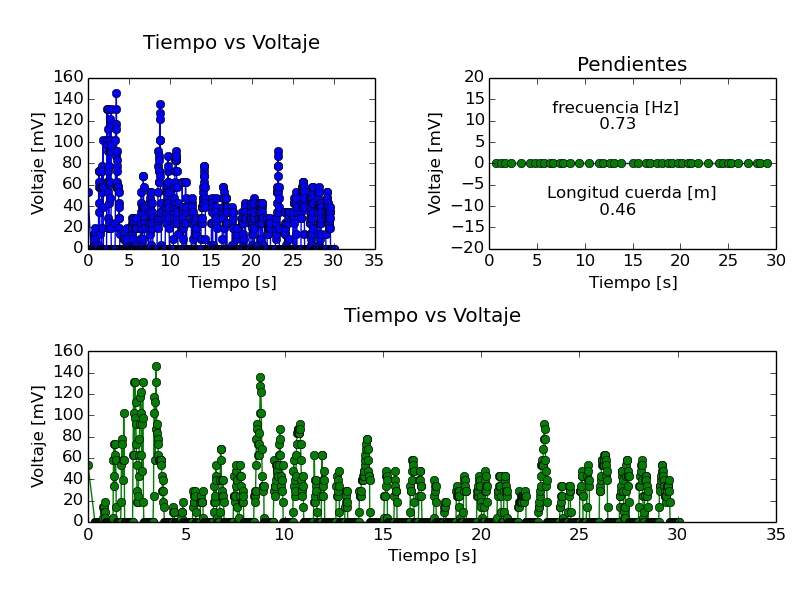 Tiempo vs Voltaje
Voltaje [mV]
160
140
120
100
80
60
40
20
0
0 5 10 15 20 25 30 35
Tiempo [s]
Pendientes
Voltaje [mV]
20
15
10
5
0
−5
−10
−15
−20
frecuencia [Hz]
0.73
Longitud cuerda [m]
0.46
0 5 10 15 20 25 30
Tiempo [s]
Tiempo vs Voltaje
Voltaje [mV]
160
140
120
100
80
60
40
20
0
0 5 10 15 20 25 30 35
Tiempo [s]